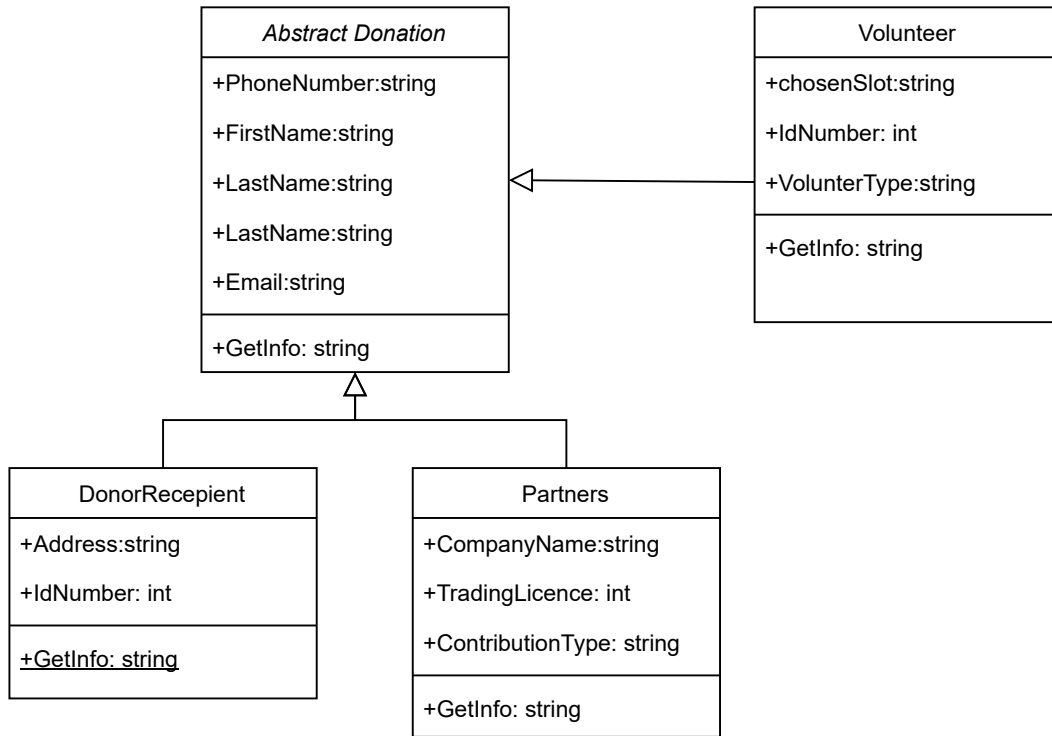 Abstract Donation
+PhoneNumber:string
+FirstName:string
+LastName:string
+LastName:string
+Email:string
+GetInfo: string
Volunteer
+chosenSlot:string
+IdNumber: int
+VolunterType:string
+GetInfo: string
DonorRecepient
+Address:string
+IdNumber: int
+GetInfo: string
Partners
+CompanyName:string
+TradingLicence: int
+ContributionType: string
+GetInfo: string